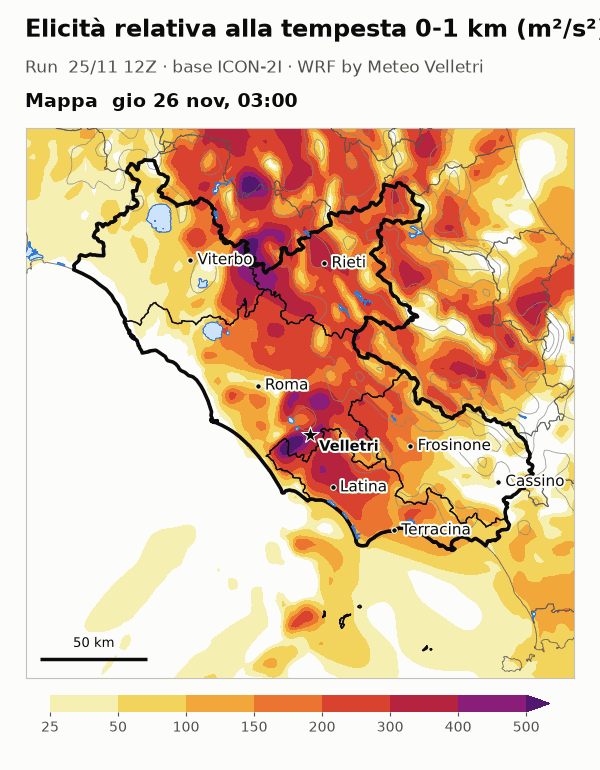 Elicità relativa alla tempesta 0-1 km (m²/s²)
Run 25/11 12Z · base ICON-2I · WRF by Meteo Velletri
Mappa gio 26 nov, 03:00
Viterbo
Rieti
Roma
Velletri
Frosinone
Latina
Cassino
Terracina
50 km
25 50 100 150 200 300 400 500